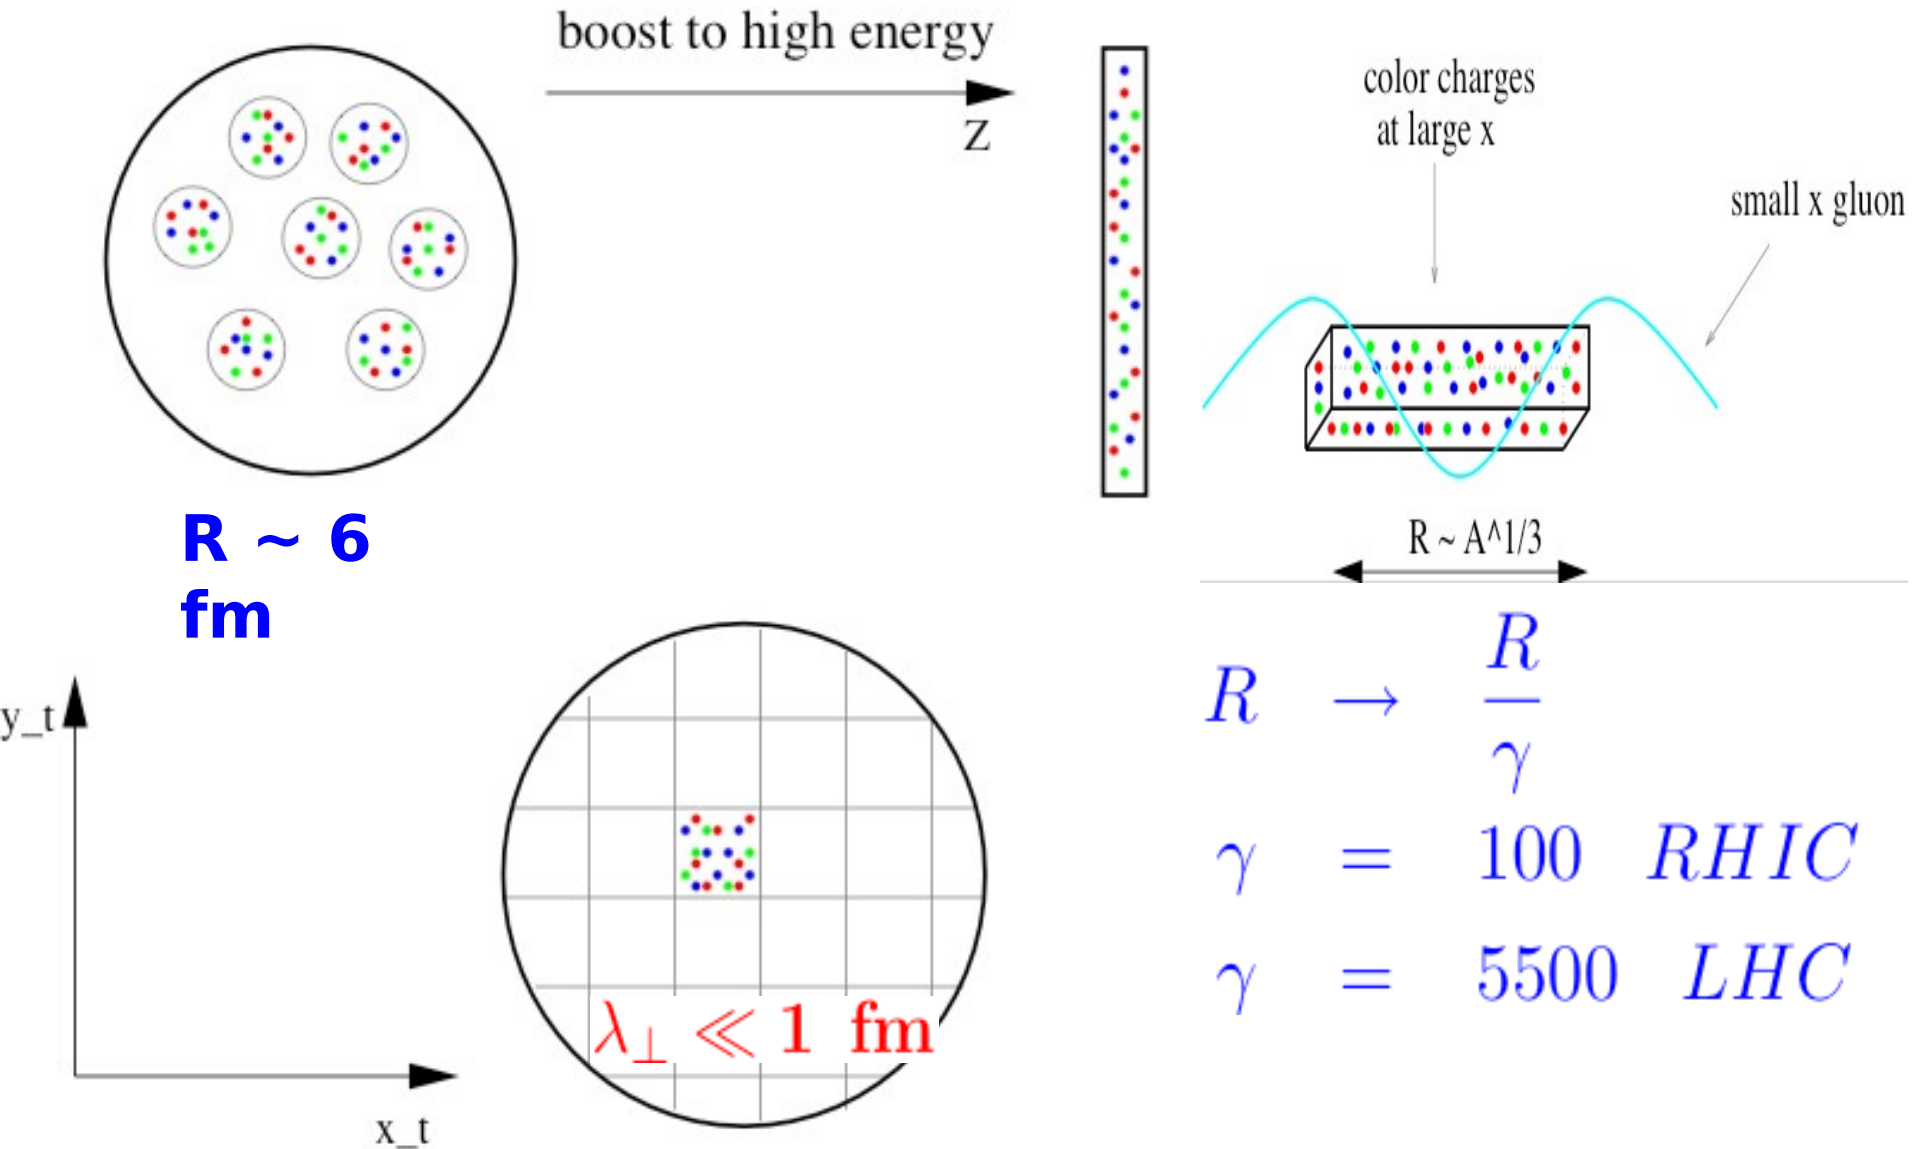 boost to high energy
Z
color charges
at large x
small x gluon
R ~ A^1/3
R ~ 6
fm
y_t
x_t
λ⊥ ≪ 1 fm
R → R/γ
γ = 100 RHIC
γ = 5500 LHC